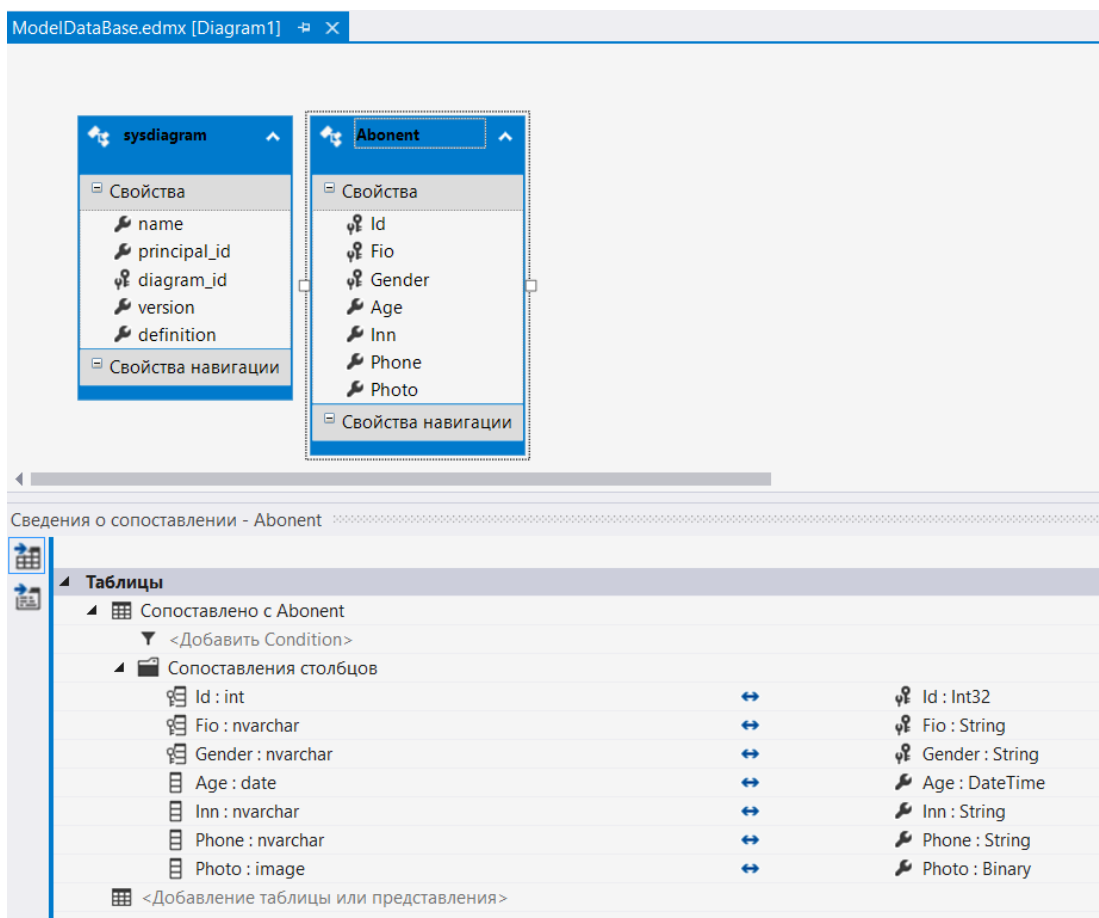 ModelDataBase.edmx [Diagram1]
sysdiagram
Свойства
name
principal_id
diagram_id
version
definition
Свойства навигации
Abonent
Свойства
Id
Fio
Gender
Age
Inn
Phone
Photo
Свойства навигации
Сведения о сопоставлении - Abonent
Таблицы
Сопоставлено с Abonent
<Добавить Condition>
Сопоставления столбцов
Id : int Id : Int32
Fio : nvarchar Fio : String
Gender : nvarchar Gender : String
Age : date Age : DateTime
Inn : nvarchar Inn : String
Phone : nvarchar Phone : String
Photo : image Photo : Binary
<Добавление таблицы или представления>